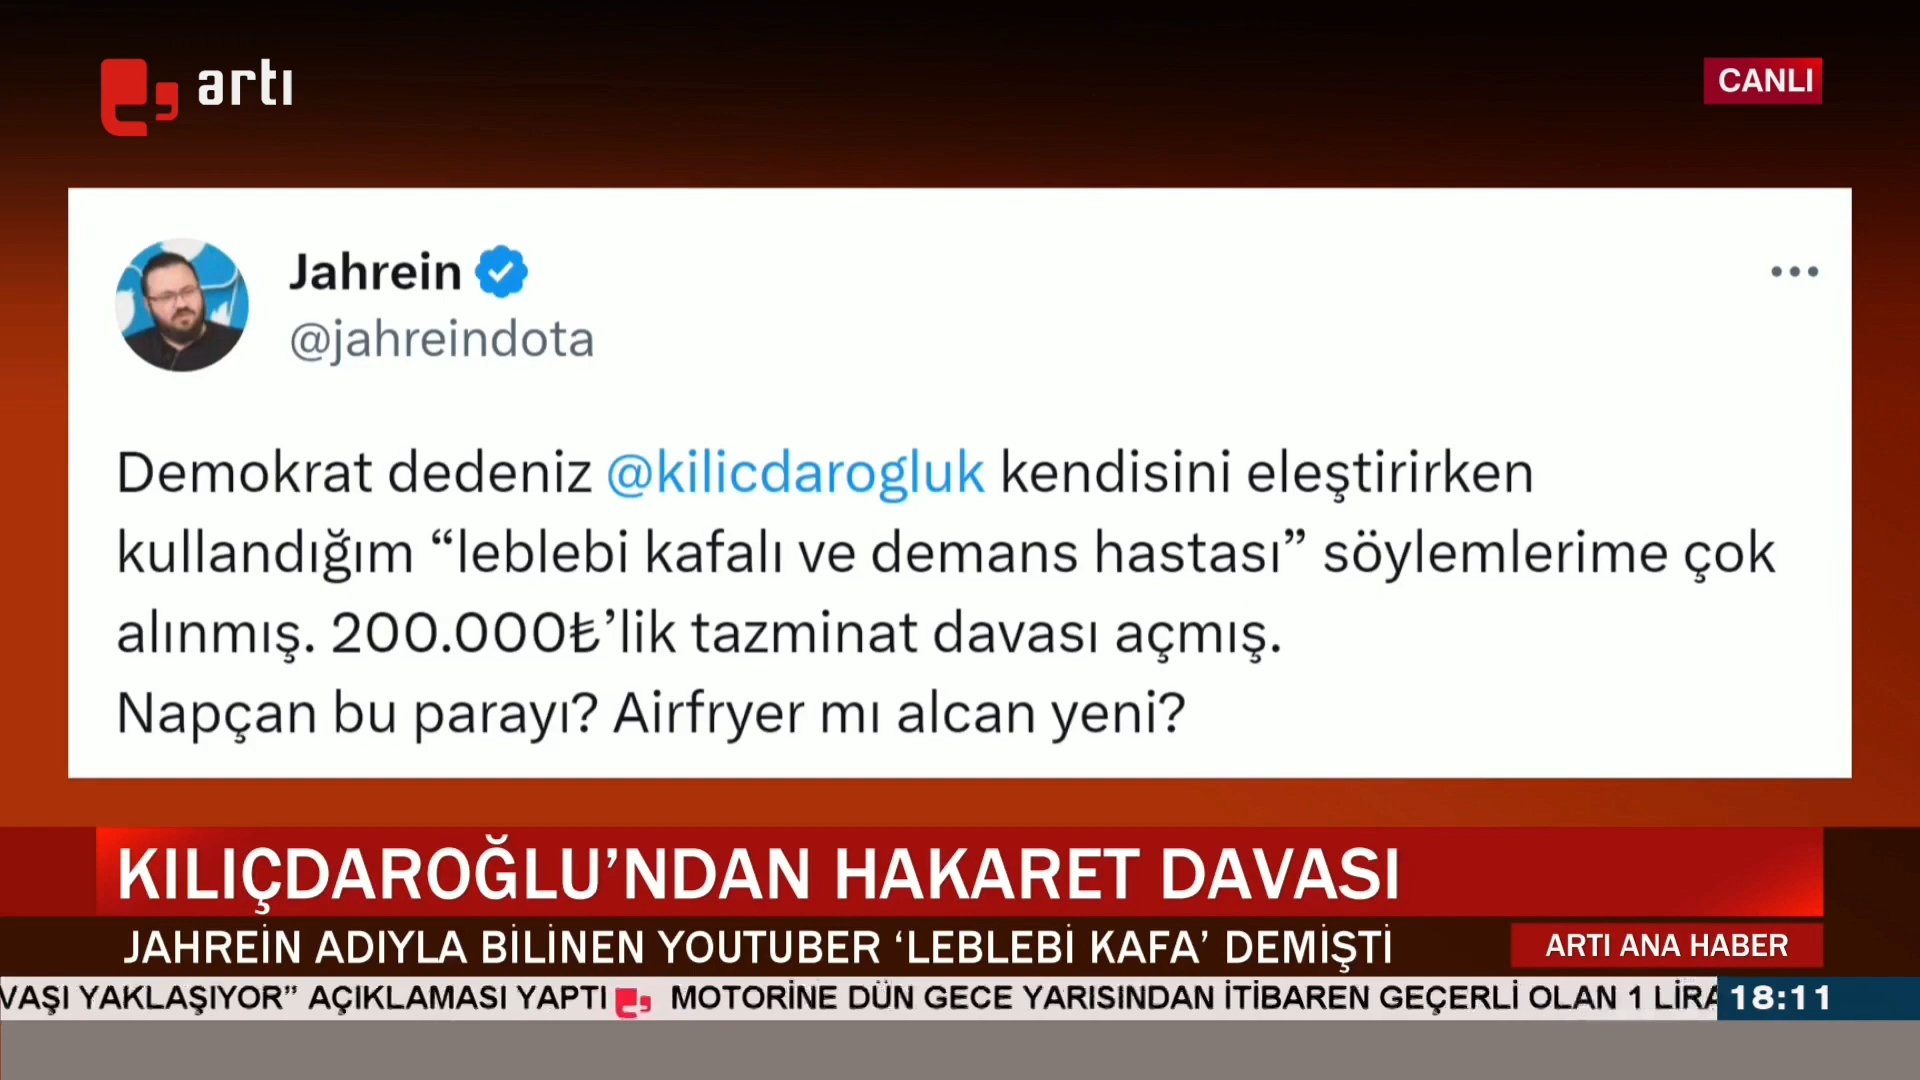 artı
CANLI
Jahrein
@jahreindota
Demokrat dedeniz @kilicdarogluk kendisini eleştirirken
kullandığım “leblebi kafalı ve demans hastası” söylemlerime çok
alınmış. 200.000₺’lik tazminat davası açmış.
Napçan bu parayı? Airfryer mı alcan yeni?
KILIÇDAROĞLU’NDAN HAKARET DAVASI
JAHREİN ADIYLA BİLİNEN YOUTUBER ‘LEBLEBİ KAFA’ DEMİŞTİ
ARTI ANA HABER
VAŞI YAKLAŞIYOR” AÇIKLAMASI YAPTI MOTORİNE DÜN GECE YARISINDAN İTİBAREN GEÇERLİ OLAN 1 LİRA
18:11